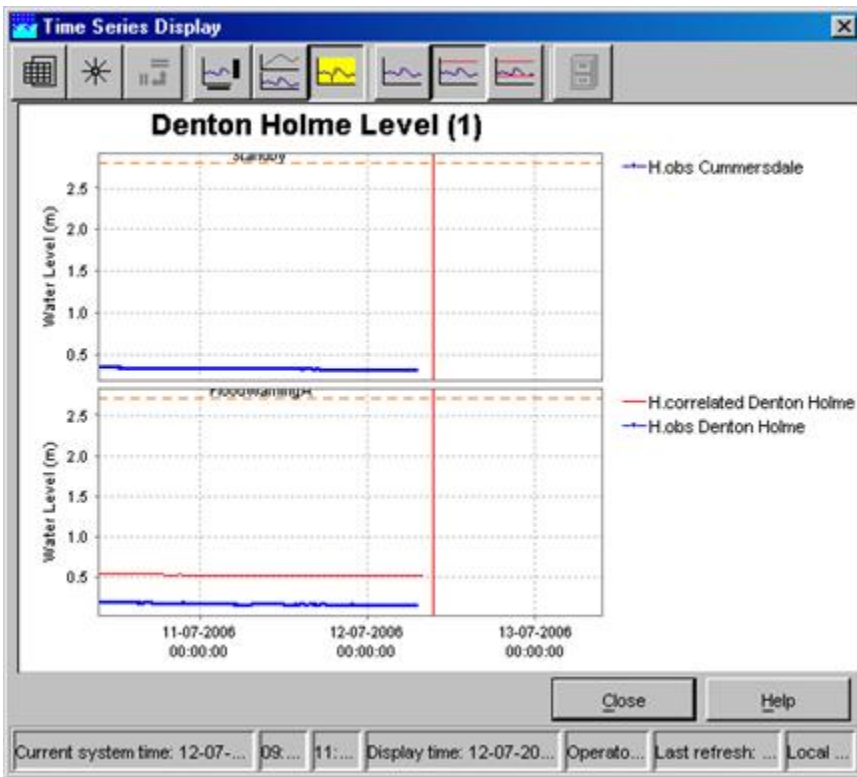 Time Series Display
Denton Holme Level (1)
Standby
2.5
2.0
1.5
1.0
0.5
Water Level (m)
H.obs Cummersdale
FloodWarningA
2.5
2.0
1.5
1.0
0.5
Water Level (m)
H.correlated Denton Holme
H.obs Denton Holme
11-07-2006 12-07-2006 13-07-2006
00:00:00 00:00:00 00:00:00
Close Help
Current system time: 12-07-... 09:... 11:... Display time: 12-07-20... Operato... Last refresh: ... Local ...